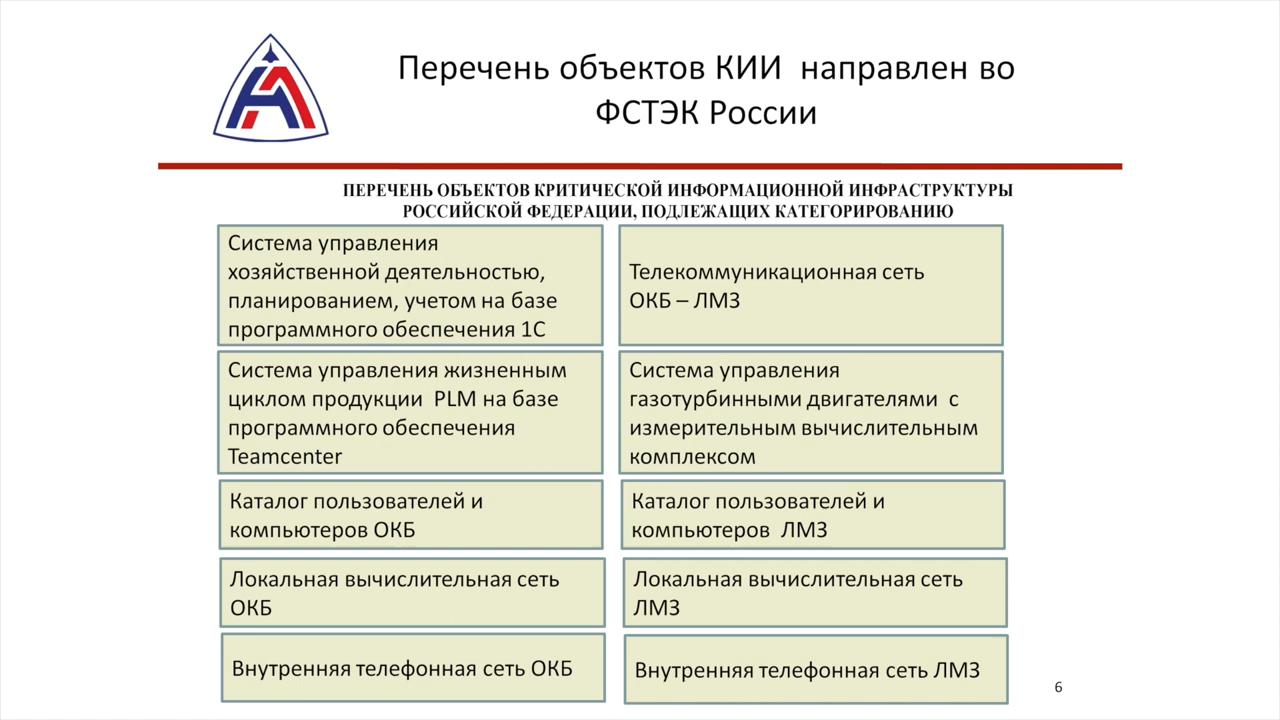 Перечень объектов КИИ направлен во
ФСТЭК России
ПЕРЕЧЕНЬ ОБЪЕКТОВ КРИТИЧЕСКОЙ ИНФОРМАЦИОННОЙ ИНФРАСТРУКТУРЫ
РОССИЙСКОЙ ФЕДЕРАЦИИ, ПОДЛЕЖАЩИХ КАТЕГОРИРОВАНИЮ
Система управления
хозяйственной деятельностью,
планированием, учетом на базе
программного обеспечения 1С
Телекоммуникационная сеть
ОКБ – ЛМЗ
Система управления жизненным
циклом продукции PLM на базе
программного обеспечения
Teamcenter
Система управления
газотурбинными двигателями с
измерительным вычислительным
комплексом
Каталог пользователей и
компьютеров ОКБ
Каталог пользователей и
компьютеров ЛМЗ
Локальная вычислительная сеть
ОКБ
Локальная вычислительная сеть
ЛМЗ
Внутренняя телефонная сеть ОКБ
Внутренняя телефонная сеть ЛМЗ
6